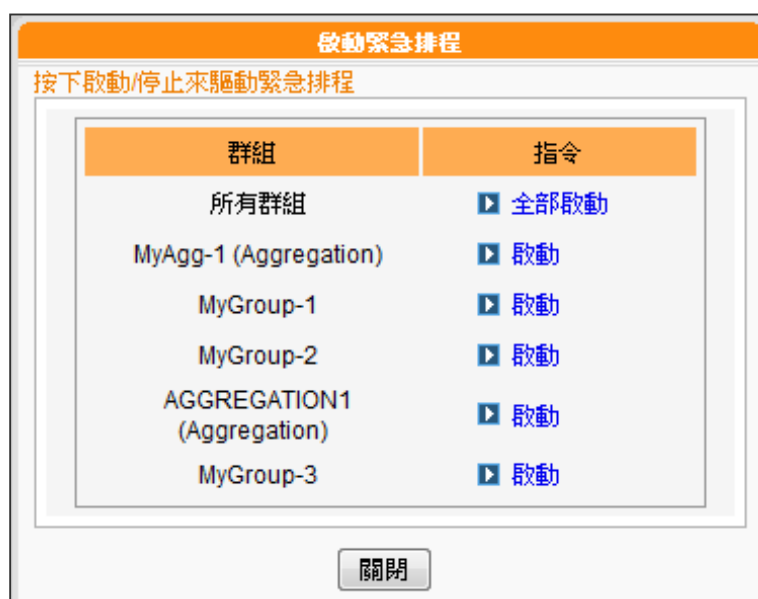 啟動緊急排程
按下啟動/停止來驅動緊急排程
群組 指令
所有群組 全部啟動
MyAgg-1 (Aggregation) 啟動
MyGroup-1 啟動
MyGroup-2 啟動
AGGREGATION1
(Aggregation) 啟動
MyGroup-3 啟動
關閉